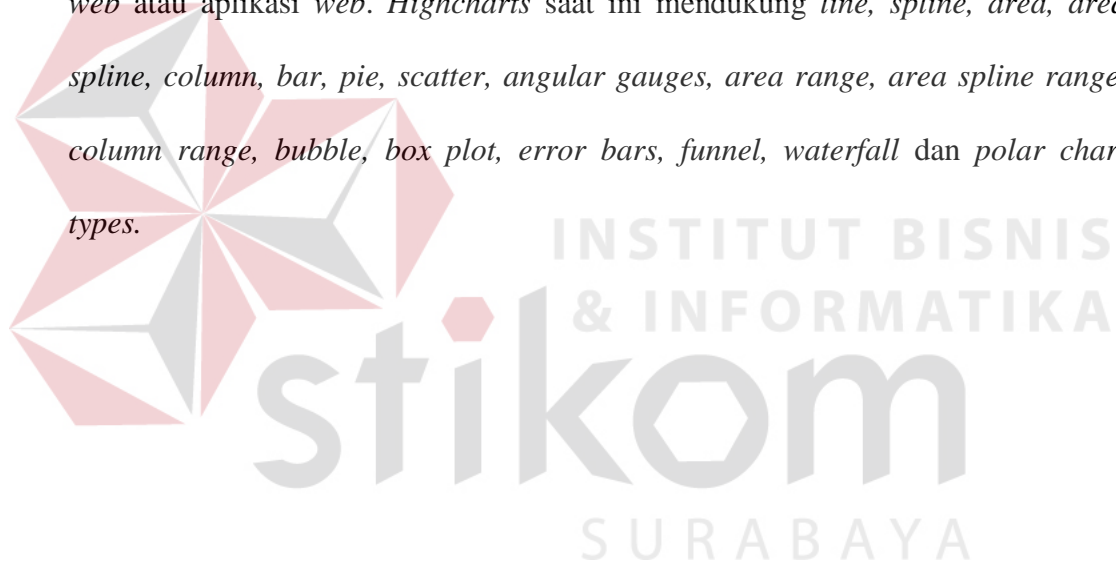 web atau aplikasi web. Highcharts saat ini mendukung line, spline, area, area
spline, column, bar, pie, scatter, angular gauges, area range, area spline range
column range, bubble, box plot, error bars, funnel, waterfall dan polar char
types.
INSTITUT BISNIS
& INFORMATIKA
stikom
SURABAYA